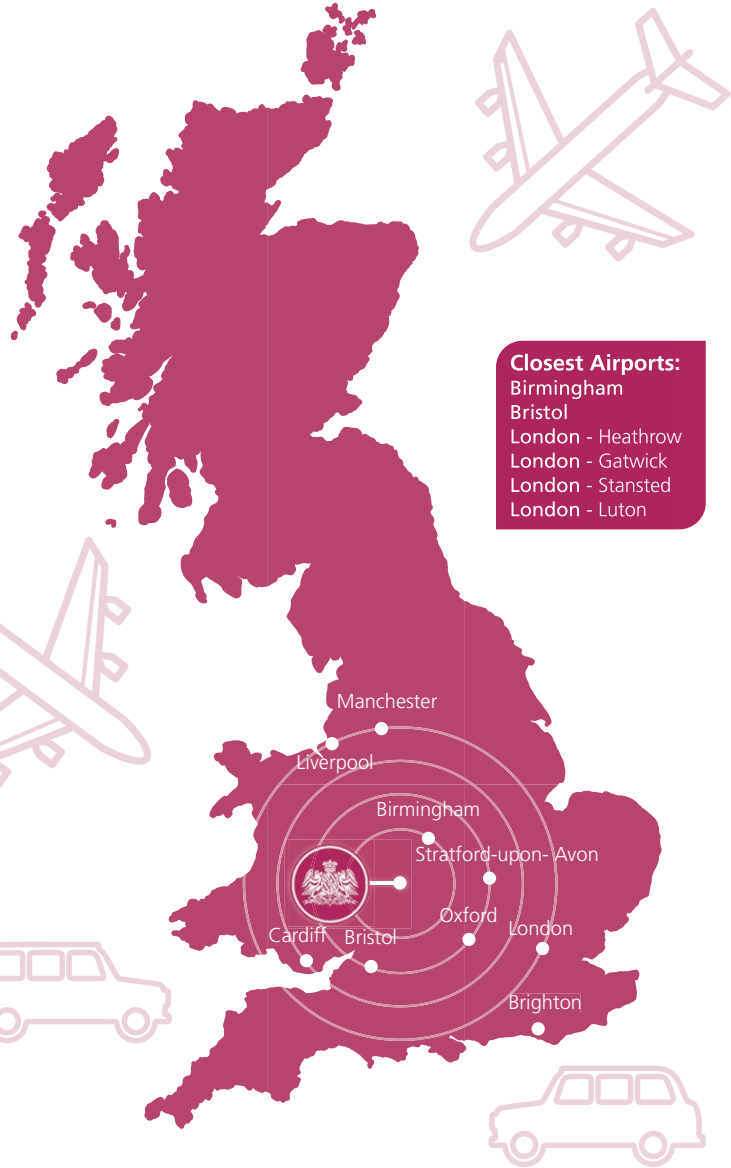 Closest Airports:
Birmingham
Bristol
London - Heathrow
London - Gatwick
London - Stansted
London - Luton
Manchester
Liverpool
Birmingham
Stratford-upon- Avon
Oxford
London
Cardiff
Bristol
Brighton